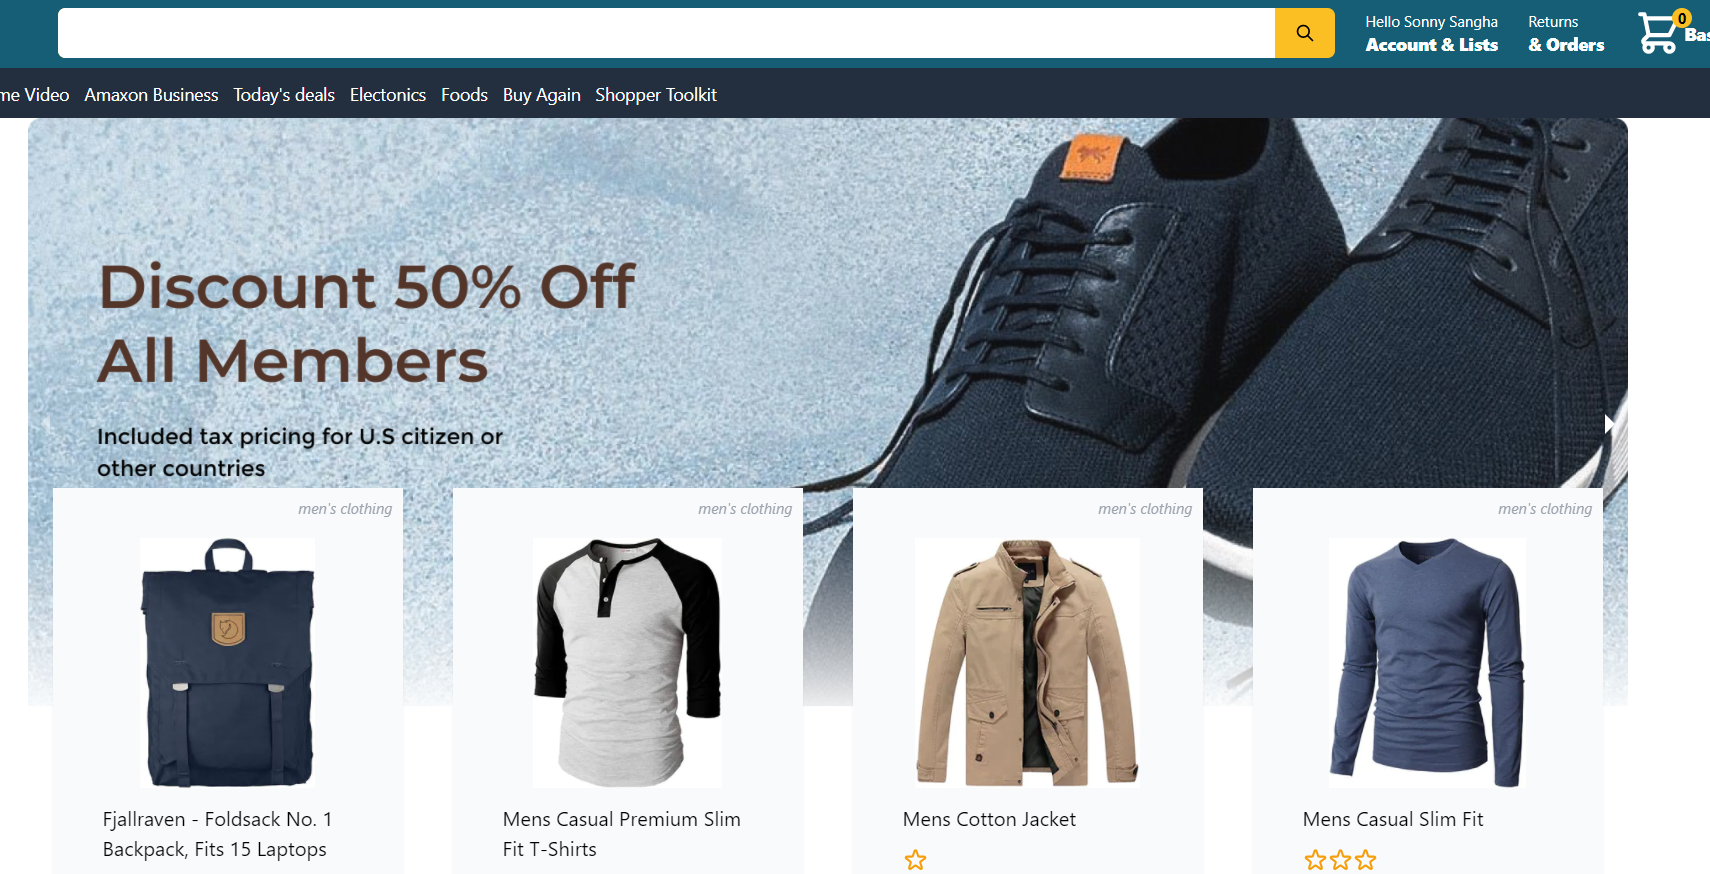 Hello Sonny Sangha
Account & Lists
Returns
& Orders
0
Bas
me Video Amaxon Business Today's deals Electonics Foods Buy Again Shopper Toolkit
Discount 50% Off
All Members
Included tax pricing for U.S citizen or
other countries
men's clothing
Fjallraven - Foldsack No. 1
Backpack, Fits 15 Laptops
men's clothing
Mens Casual Premium Slim
Fit T-Shirts
men's clothing
Mens Cotton Jacket
men's clothing
Mens Casual Slim Fit